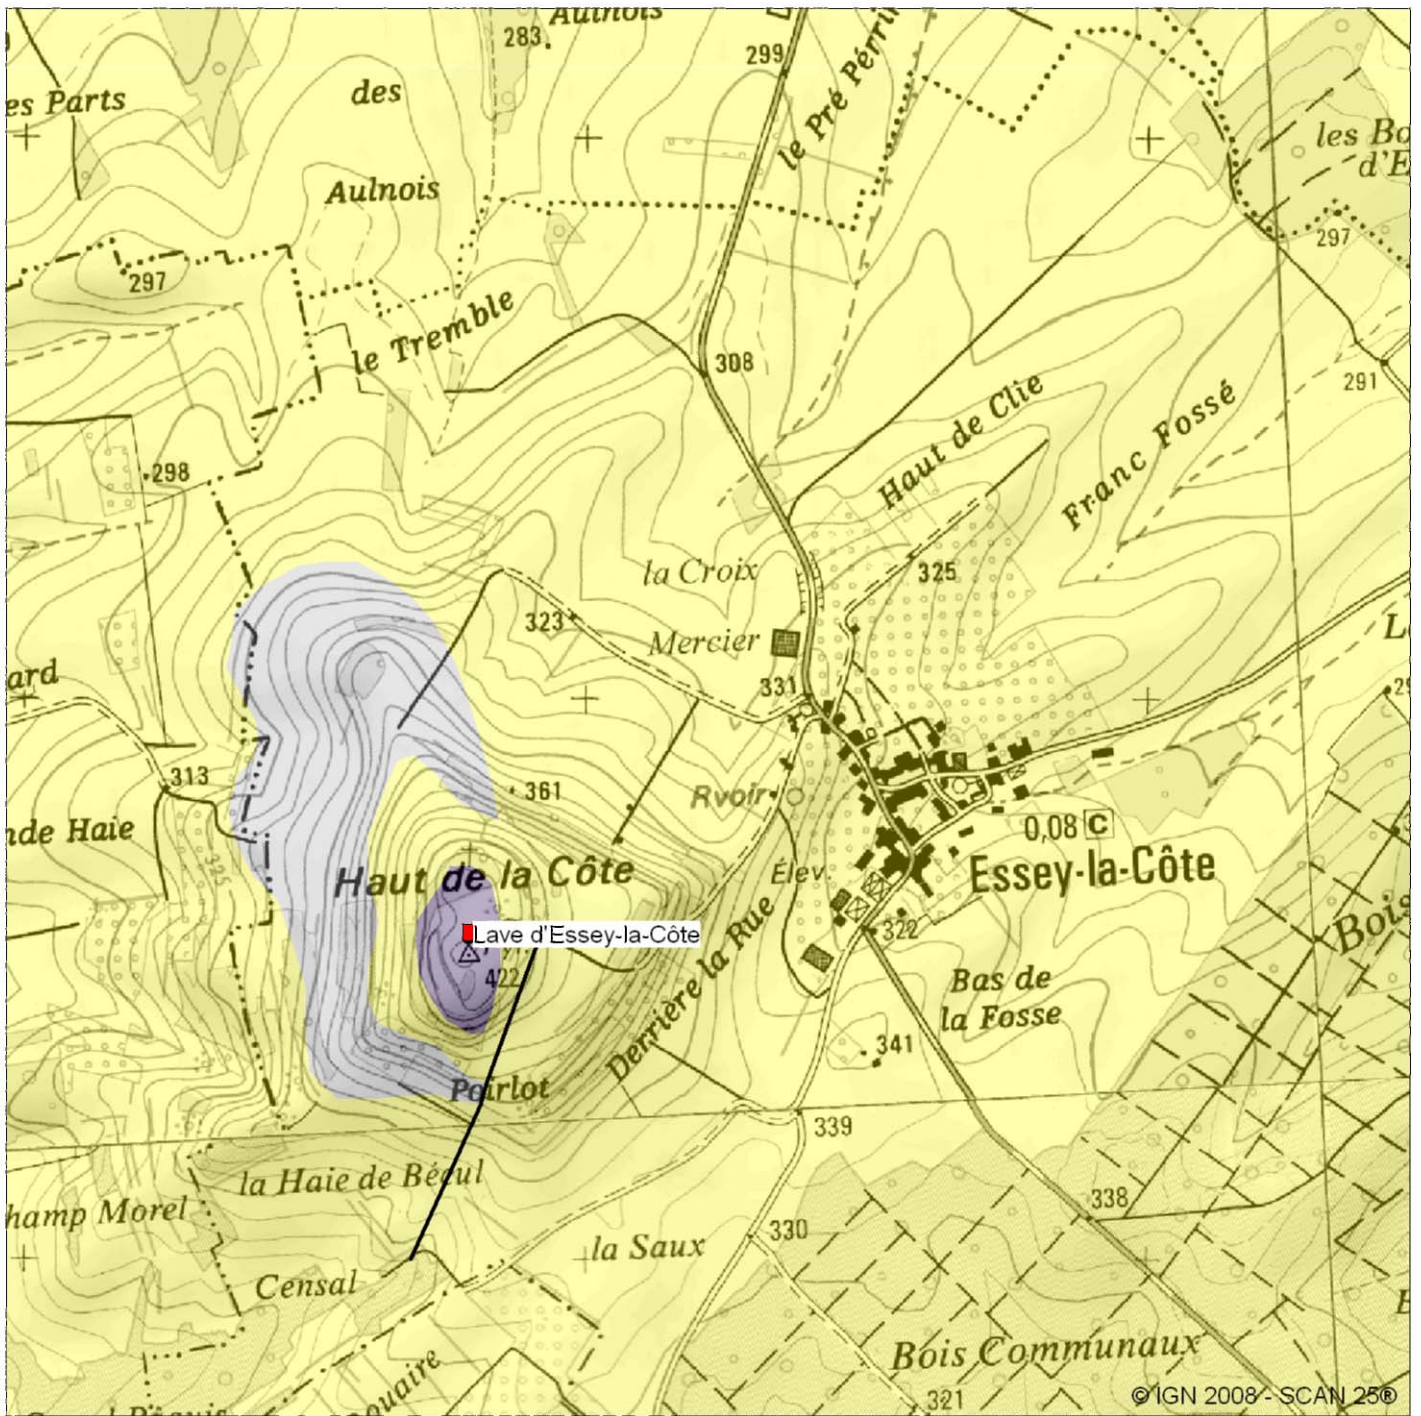 Aulnois
283
299
des
es Parts
le Pré Pérri
les Bo
d'E
Aulnois
297
297
le Tremble
308
291
Haut de Clie
Franc Fossé
298
la Croix
325
323
Mercier
ard
331
313
361
Rvoir
nde Haie
325
0,08 C
Haut de la Côte
Élev.
Essey-la-Côte
Lave d'Essey-la-Côte
322
Bois
422
Derrière la Rue
Bas de
la Fosse
341
Poirlot
339
la Haie de Bécul
338
hamp Morel
330
la Saux
Censal
Bois Communaux
ouaire
321
© IGN 2008 - SCAN 25®